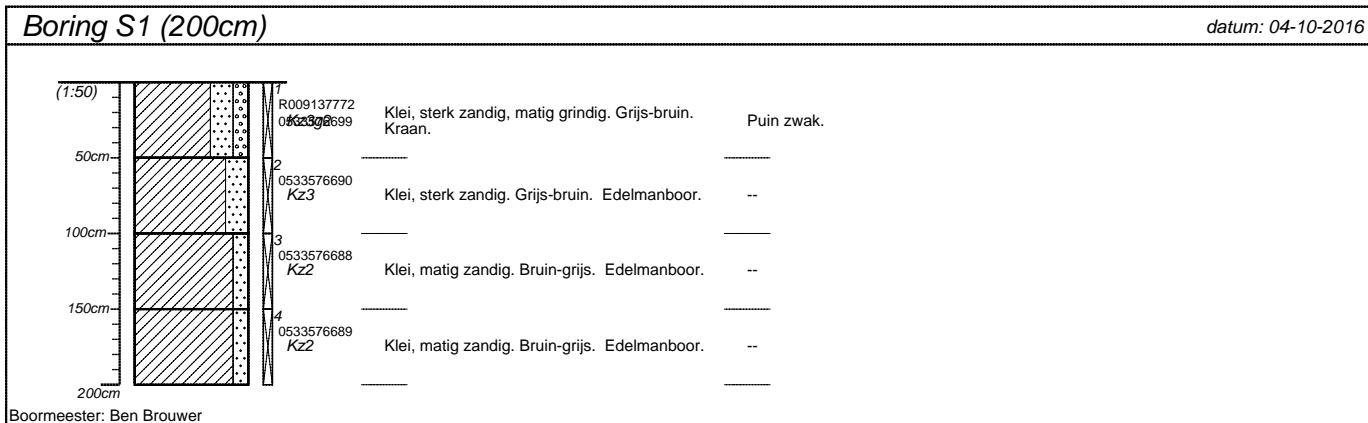 Boring S1 (200cm)
datum: 04-10-2016
(1:50)
1
R009137772
Klei, sterk zandig, matig grindig. Grijs-bruin.
Kraan.
Puin zwak.
Kz3g2
50cm
2
0533576690
Kz3
Klei, sterk zandig. Grijs-bruin. Edelmanboor.
--
100cm
3
0533576688
Kz2
Klei, matig zandig. Bruin-grijs. Edelmanboor.
--
150cm
4
0533576689
Kz2
Klei, matig zandig. Bruin-grijs. Edelmanboor.
--
200cm
Boormeester: Ben Brouwer